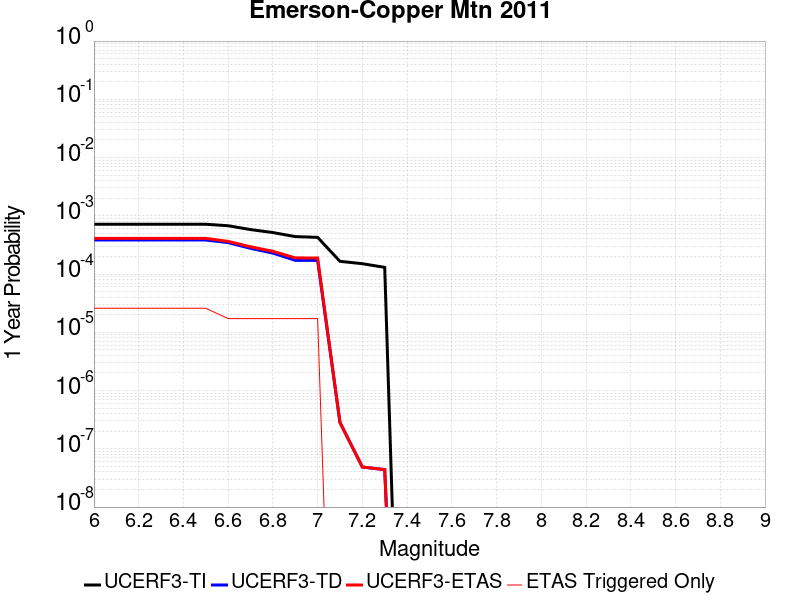 Emerson-Copper Mtn 2011
10^0
10^-1
10^-2
10^-3
10^-4
10^-5
10^-6
10^-7
10^-8
1 Year Probability
6 6.2 6.4 6.6 6.8 7 7.2 7.4 7.6 7.8 8 8.2 8.4 8.6 8.8 9
Magnitude
UCERF3-TI UCERF3-TD UCERF3-ETAS ETAS Triggered Only